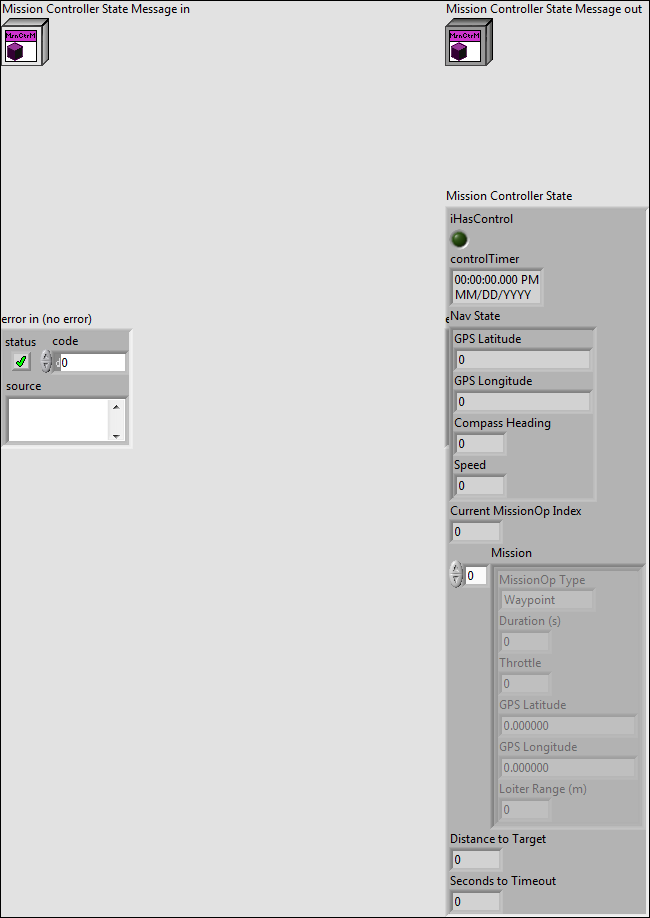 Mission Controller State Message in
Mission Controller State Message out
MsnCtrM
MsnCtrM
Mission Controller State
iHasControl
controlTimer
00:00:00.000 PM
MM/DD/YYYY
error in (no error)
status
code
0
source
Nav State
GPS Latitude
0
GPS Longitude
0
Compass Heading
0
Speed
0
Current MissionOp Index
0
Mission
0
MissionOp Type
Waypoint
Duration (s)
0
Throttle
0
GPS Latitude
0.000000
GPS Longitude
0.000000
Loiter Range (m)
0
Distance to Target
0
Seconds to Timeout
0